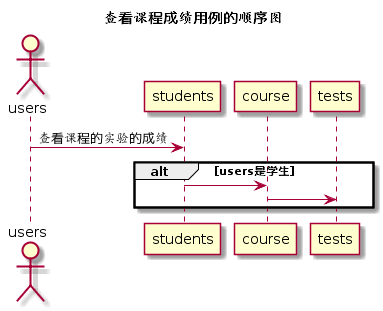 查看课程成绩用例的顺序图
users
students course tests
查看课程的实验的成绩
alt [users是学生]
users
students course tests